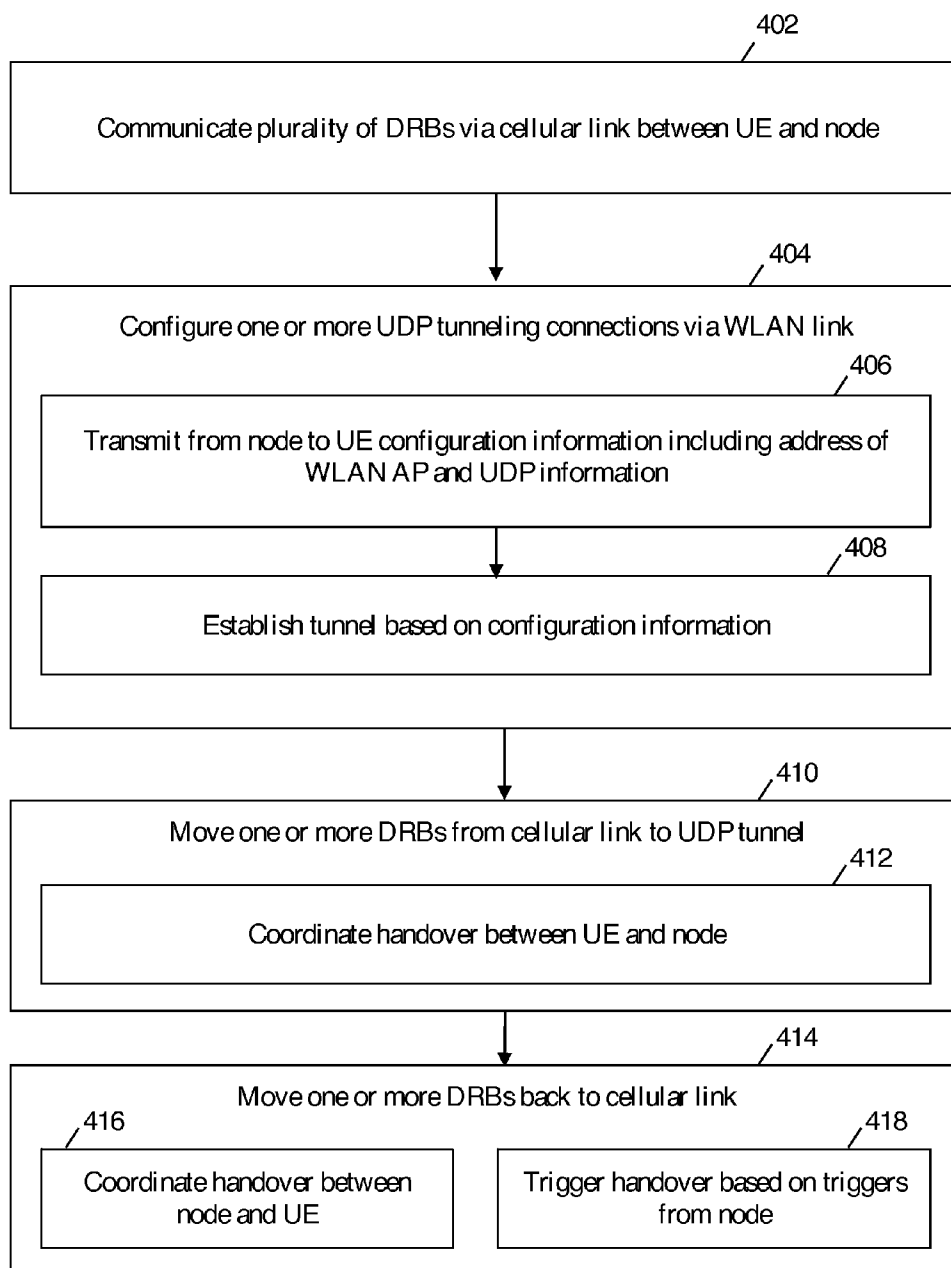 402
Communicate plurality of DRBs via cellular link between UE and node
404
Configure one or more UDP tunneling connections via WLAN link
406
Transmit from node to UE configuration information including address of
WLAN AP and UDP information
408
Establish tunnel based on configuration information
410
Move one or more DRBs from cellular link to UDP tunnel
412
Coordinate handover between UE and node
414
Move one or more DRBs back to cellular link
416
Coordinate handover between
node and UE
418
Trigger handover based on triggers
from node